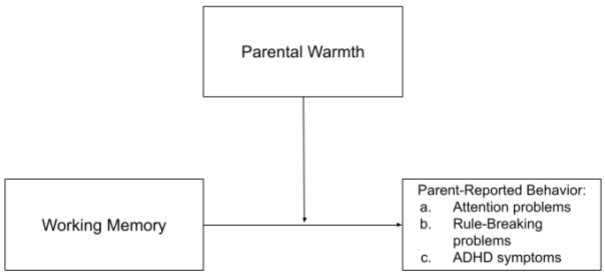 Parental Warmth
Working Memory
Parent-Reported Behavior:
a. Attention problems
b. Rule-Breaking
problems
c. ADHD symptoms